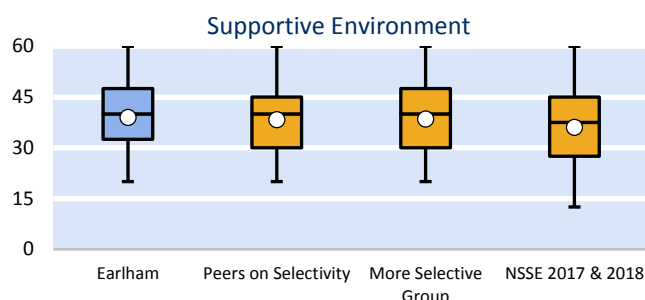 Supportive Environment
60
45
30
15
0
Earlham
Peers on Selectivity
More Selective
Group
NSSE 2017 & 2018